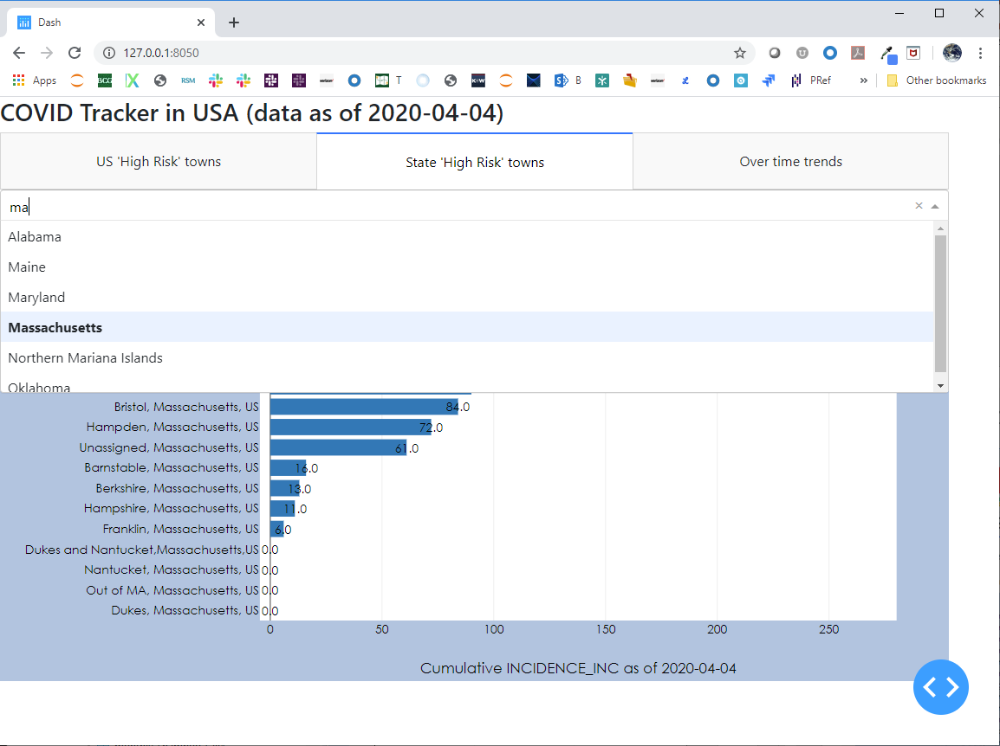 Dash
127.0.0.1:8050
Apps BCG RSM verizon T K+W B verizon PRef » Other bookmarks
COVID Tracker in USA (data as of 2020-04-04)
US 'High Risk' towns State 'High Risk' towns Over time trends
ma
Alabama
Maine
Maryland
Massachusetts
Northern Mariana Islands
Oklahoma
Bristol, Massachusetts, US 84.0
Hampden, Massachusetts, US 72.0
Unassigned, Massachusetts, US 61.0
Barnstable, Massachusetts, US 16.0
Berkshire, Massachusetts, US 13.0
Hampshire, Massachusetts, US 11.0
Franklin, Massachusetts, US 6.0
Dukes and Nantucket,Massachusetts,US 0.0
Nantucket, Massachusetts, US 0.0
Out of MA, Massachusetts, US 0.0
Dukes, Massachusetts, US 0.0
0 50 100 150 200 250
Cumulative INCIDENCE_INC as of 2020-04-04